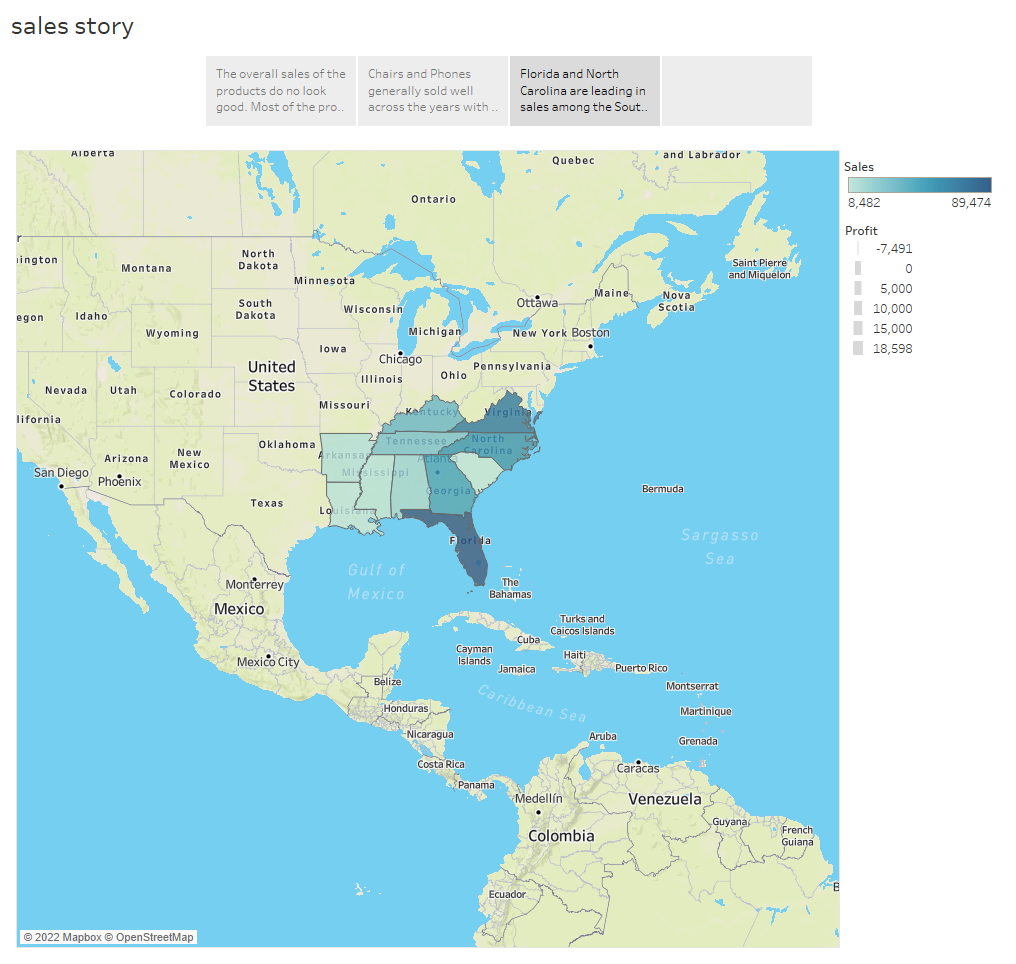 sales story
The overall sales of the
products do no look
good. Most of the pro..
Chairs and Phones
generally sold well
across the years with ..
Florida and North
Carolina are leading in
sales among the Sout..
Alberta
Quebec
and Labrador
Ontario
ington
Montana
North
Dakota
Minnesota
Saint Pierre
and Miquelon
Ottawa
Maine
Nova
Scotia
egon
Idaho
South
Dakota
Wisconsin
Michigan
New York
Boston
Wyoming
Iowa
Chicago
Pennsylvania
United
States
Illinois
Ohio
Nevada
Utah
Colorado
lifornia
Missouri
Kentucky
Virginia
Oklahoma
Arkansas
Tennessee
North
Carolina
Arizona
New
Mexico
Atlanta
San Diego
Phoenix
Mississippi
Georgia
Bermuda
Texas
Louisiana
Florida
Sargasso
Sea
Gulf of
Mexico
Monterrey
The
Bahamas
Mexico
Turks and
Caicos Islands
Cuba
Cayman
Islands
Haiti
Mexico City
Jamaica
Puerto Rico
Belize
Montserrat
Caribbean Sea
Honduras
Martinique
Nicaragua
Aruba
Grenada
Costa Rica
Caracas
Panama
Medellín
Venezuela
Guyana
French
Guiana
Colombia
Ecuador
B
© 2022 Mapbox © OpenStreetMap
Sales
8,482
89,474
Profit
-7,491
0
5,000
10,000
15,000
18,598